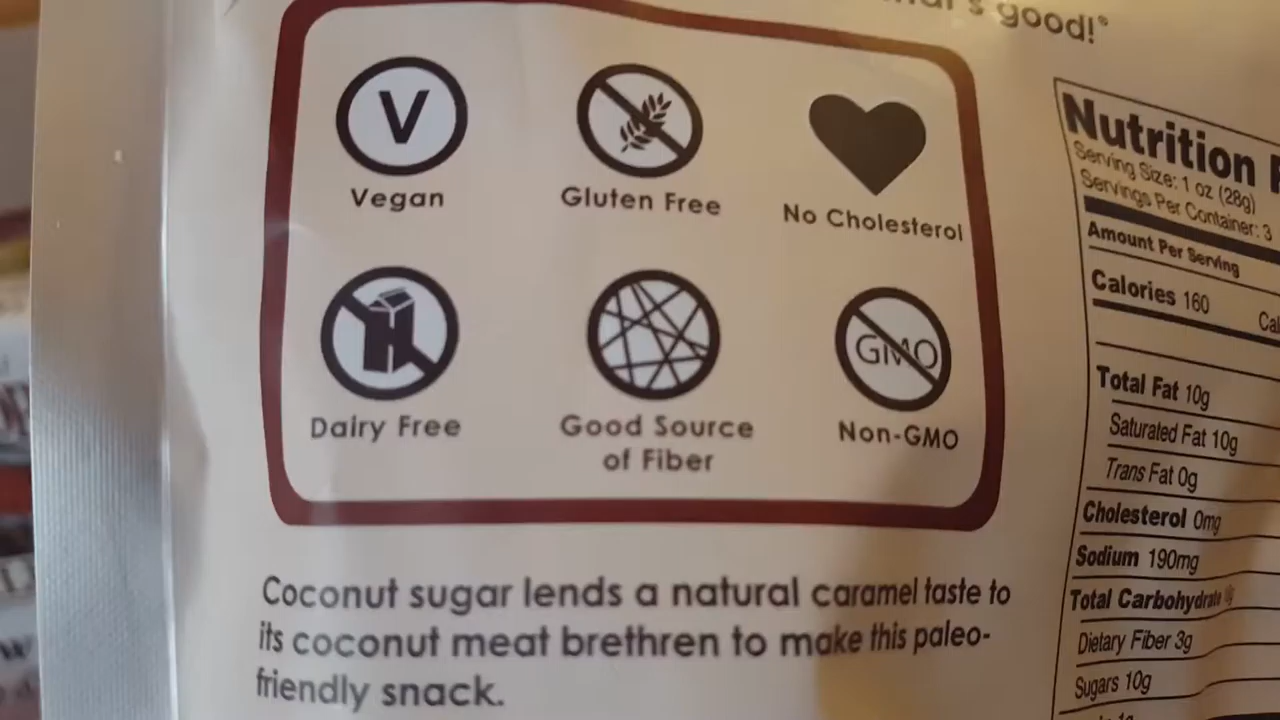 's good!®
V
Vegan
Gluten Free
No Cholesterol
Dairy Free
Good Source
of Fiber
GMO
Non-GMO
Coconut sugar lends a natural caramel taste to
its coconut meat brethren to make this paleo-
friendly snack.
Nutrition
Serving Size: 1 oz (28g)
Servings Per Container: 3
Amount Per Serving
Calories 160
Total Fat 10g
Saturated Fat 10g
Trans Fat 0g
Cholesterol 0mg
Sodium 190mg
Total Carbohydrate
Dietary Fiber 3g
Sugars 10g